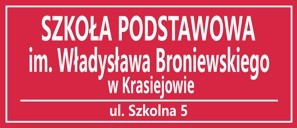 SZKOŁA PODSTAWOWA
im. Władysława Broniewskiego
w Krasiejowie
ul. Szkolna 5